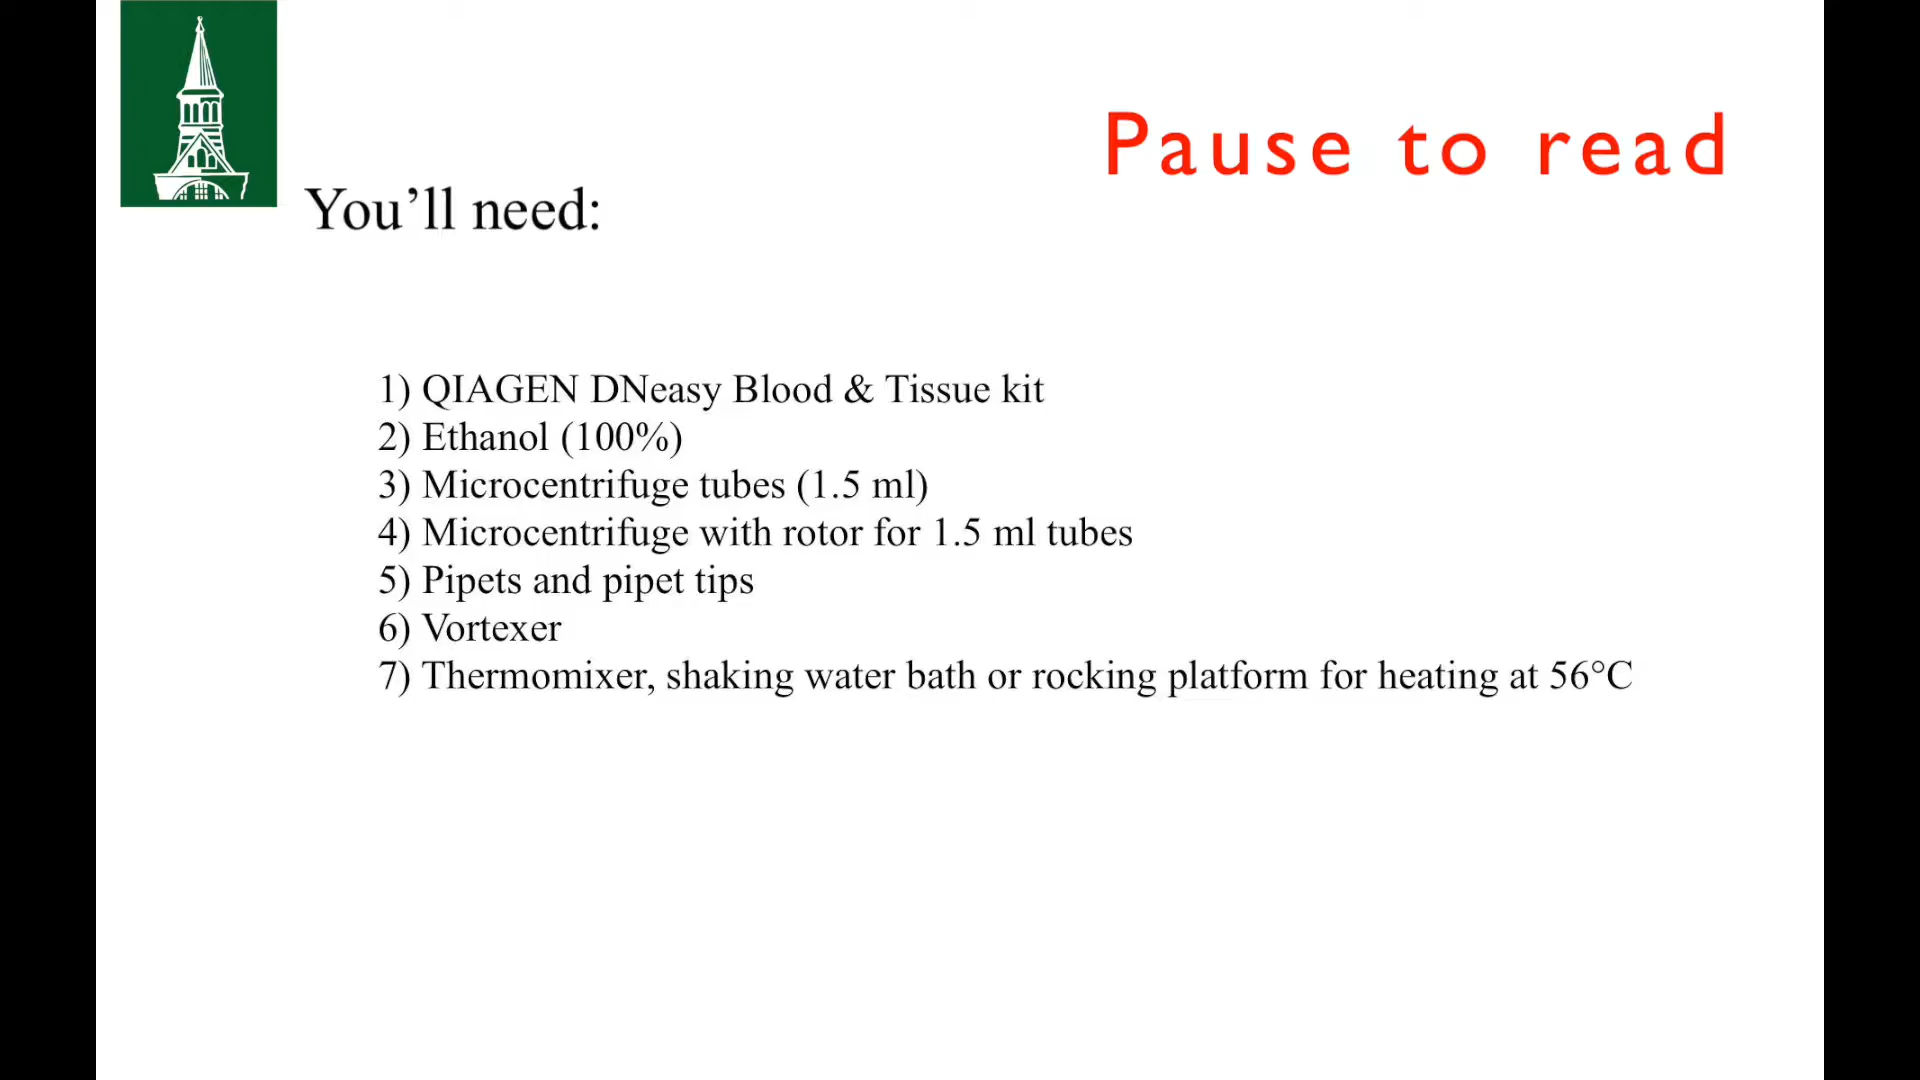 Pause to read
You’ll need:
1) QIAGEN DNeasy Blood & Tissue kit
2) Ethanol (100%)
3) Microcentrifuge tubes (1.5 ml)
4) Microcentrifuge with rotor for 1.5 ml tubes
5) Pipets and pipet tips
6) Vortexer
7) Thermomixer, shaking water bath or rocking platform for heating at 56°C